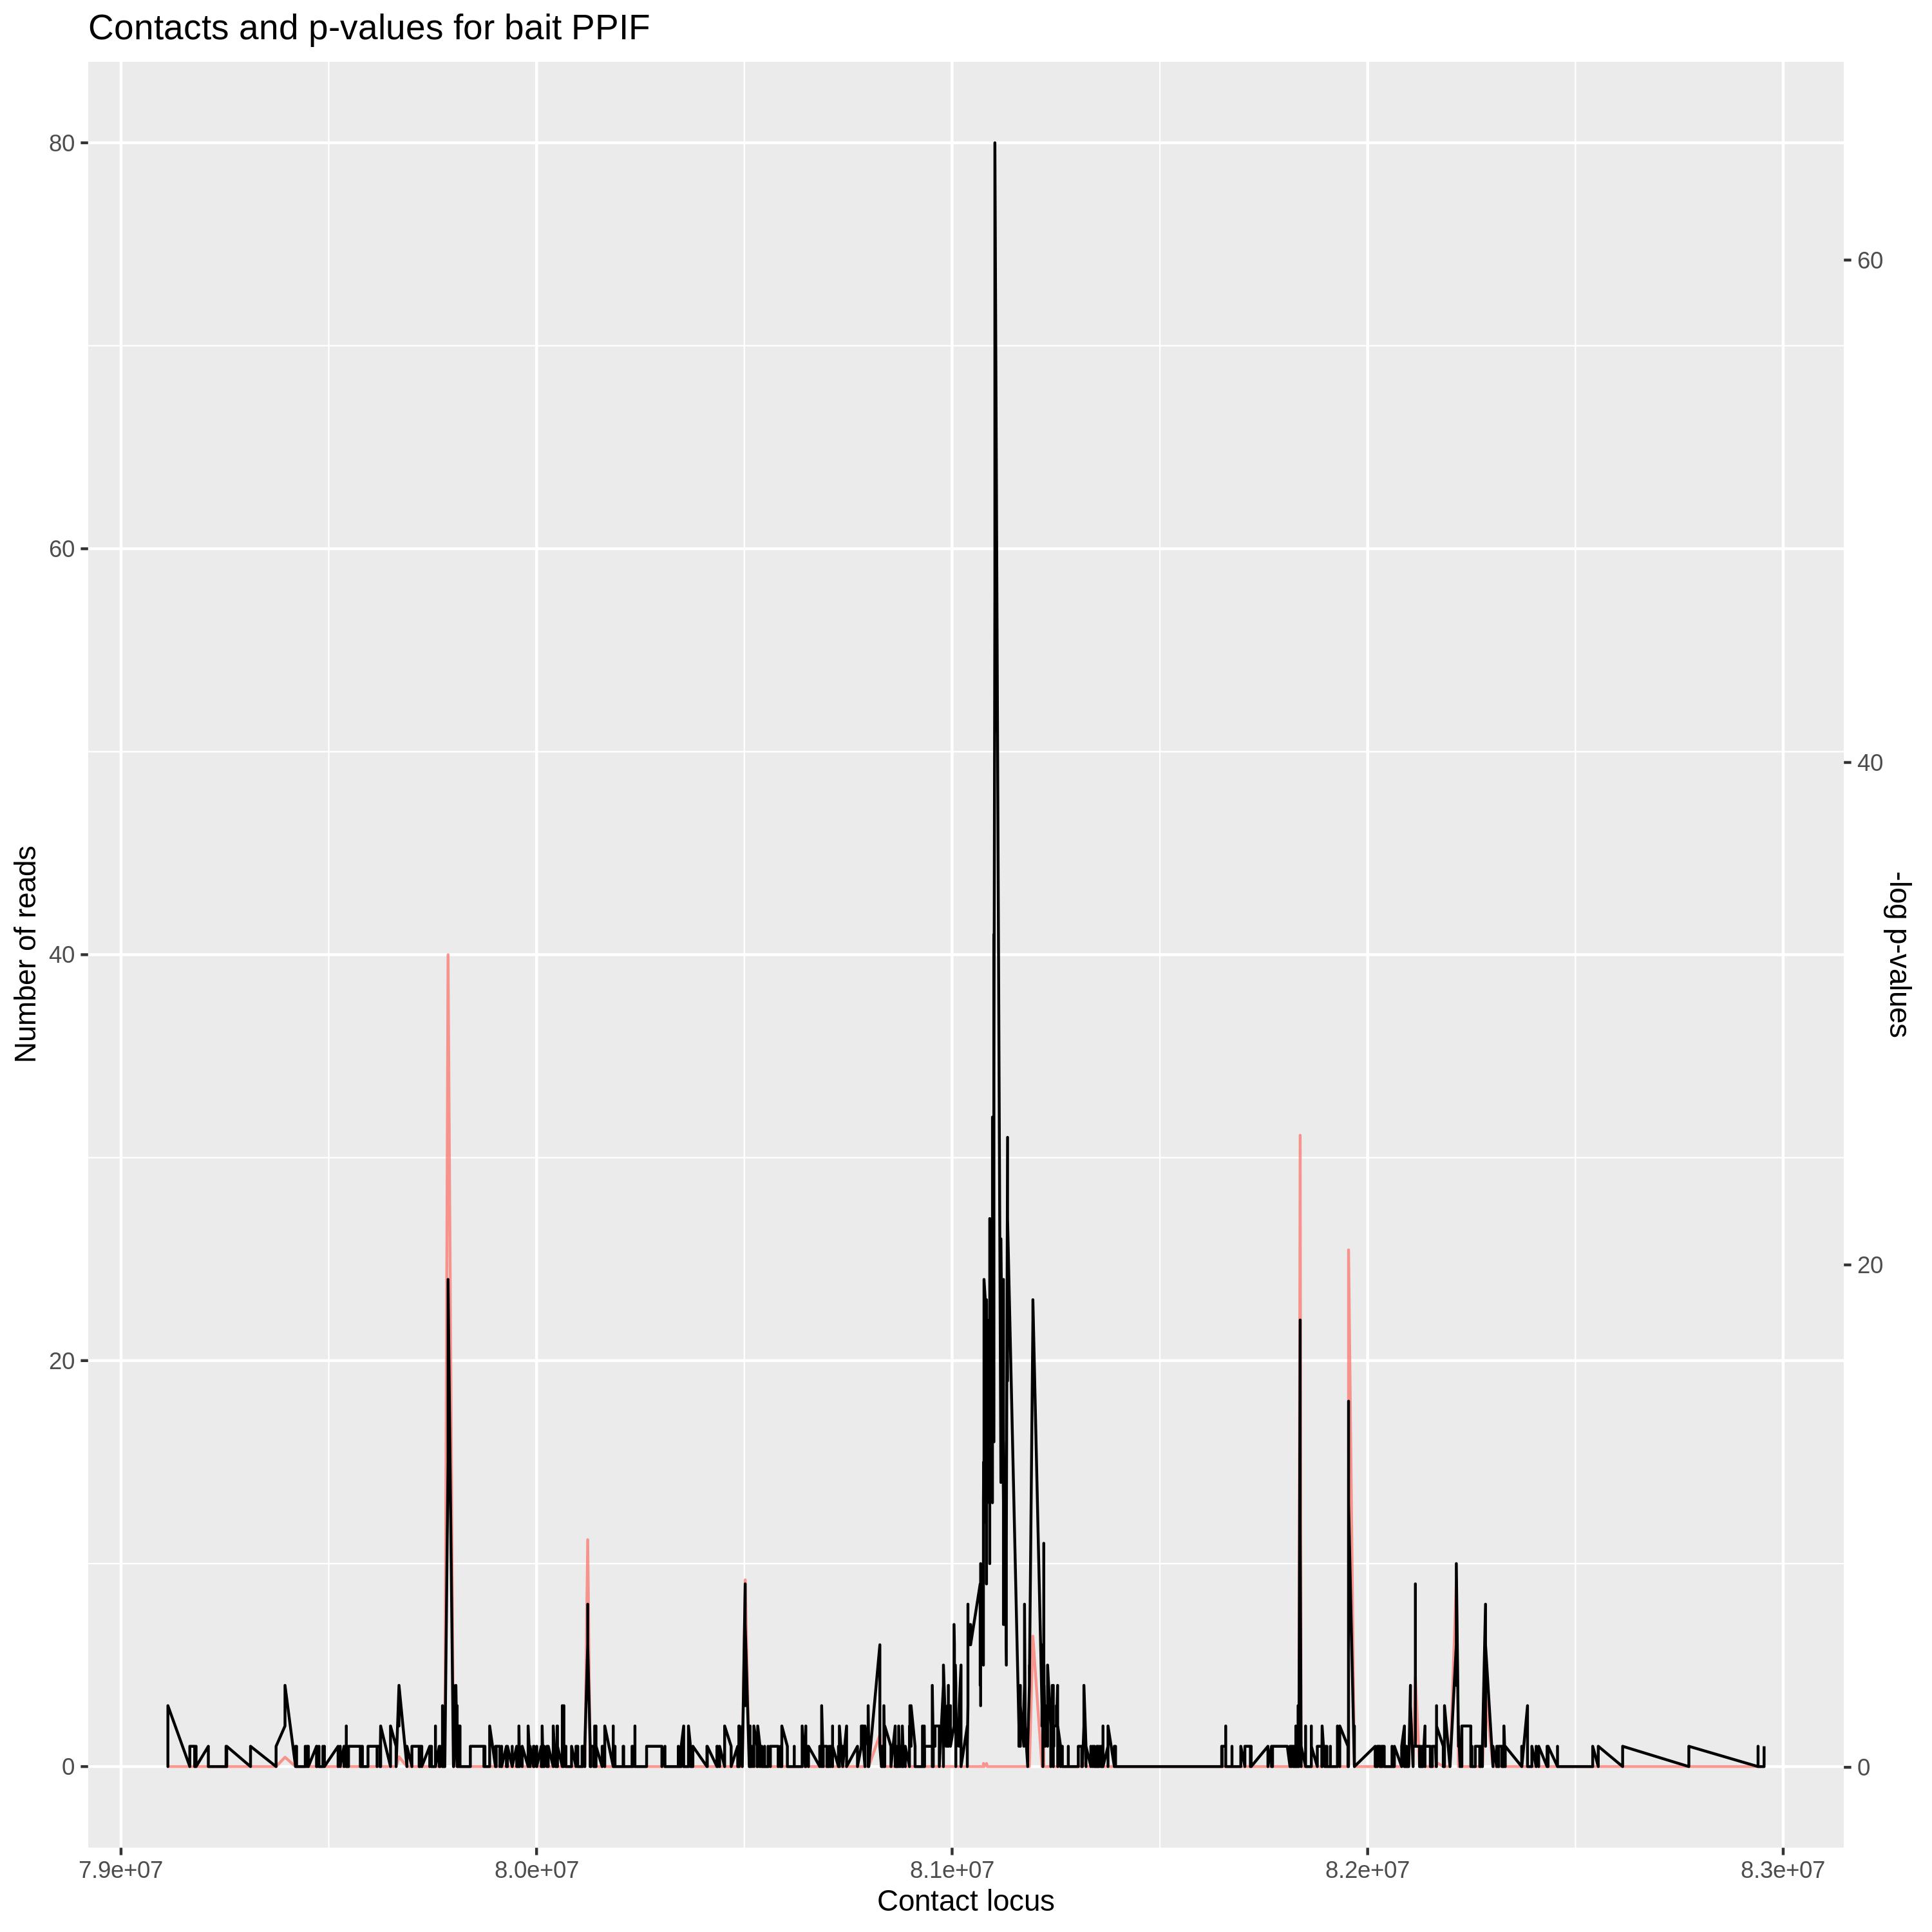 Contacts and p-values for bait PPIF
80
60
40
20
0
60
40
20
0
Number of reads
-log p-values
7.9e+07 8.0e+07 8.1e+07 8.2e+07 8.3e+07
Contact locus